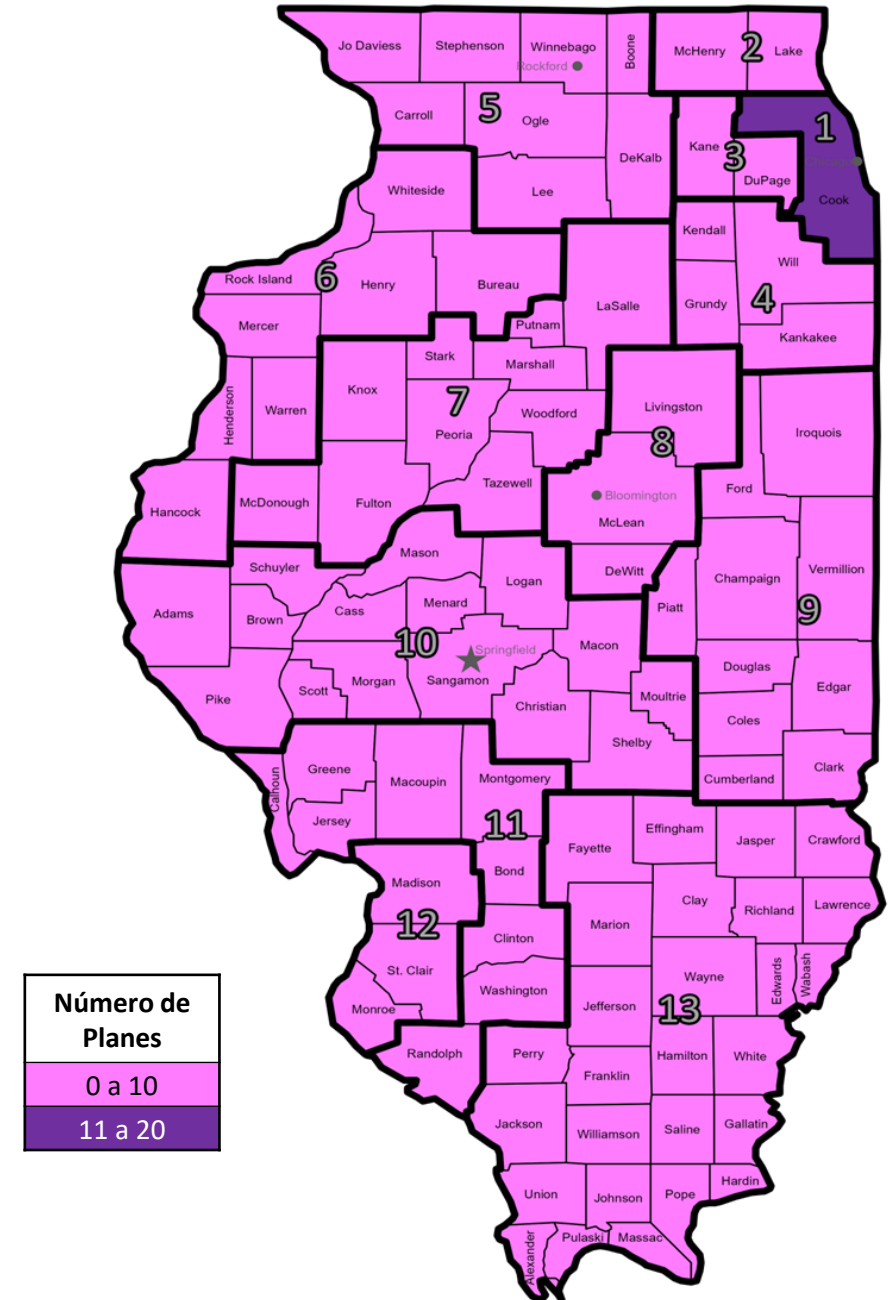 Jo Daviess
Stephenson
Winnebago
Rockford
Boone
McHenry
2
Lake
Carroll
5
Ogle
DeKalb
Kane
3
1
DuPage
Cook
Whiteside
Lee
Kendall
Will
Rock Island
6
Henry
Bureau
LaSalle
Grundy
4
Mercer
Putnam
Kankakee
Stark
Marshall
Henderson
Warren
Knox
7
Peoria
Woodford
Livingston
8
Iroquois
Hancock
McDonough
Fulton
Tazewell
Bloomington
McLean
Ford
Schuyler
Mason
Logan
DeWitt
Champaign
Vermillion
Adams
Brown
Cass
Menard
Piatt
9
10
Springfield
Macon
Pike
Scott
Morgan
Sangamon
Christian
Moultrie
Douglas
Edgar
Shelby
Coles
Calhoun
Greene
Macoupin
Montgomery
Cumberland
Clark
Jersey
11
Fayette
Effingham
Jasper
Crawford
Madison
Bond
Clay
Richland
Lawrence
12
Clinton
Marion
St. Clair
Washington
Wayne
Edwards
Wabash
Monroe
Jefferson
13
Randolph
Perry
Hamilton
White
Franklin
Jackson
Williamson
Saline
Gallatin
Union
Johnson
Pope
Hardin
Alexander
Pulaski
Massac
Número de
Planes
0 a 10
11 a 20